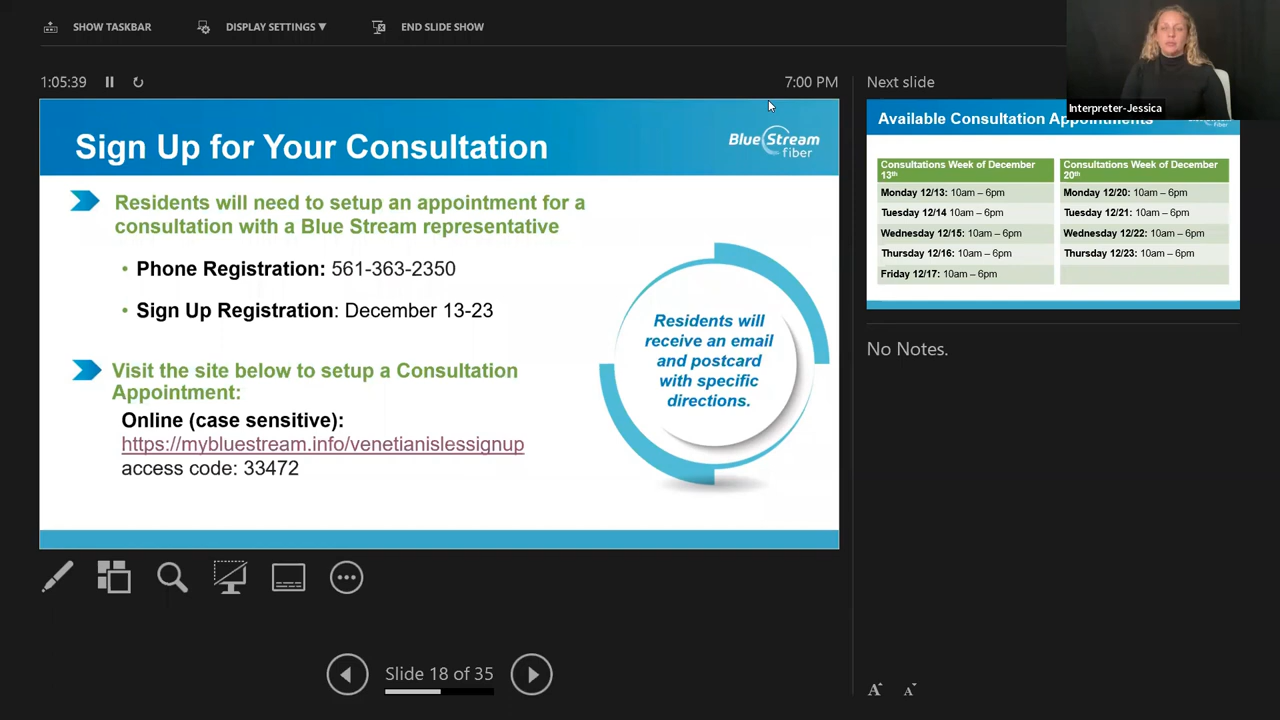 SHOW TASKBAR
DISPLAY SETTINGS ▼
END SLIDE SHOW
1:05:39
7:00 PM
Sign Up for Your Consultation
Blue Stream
fiber
Residents will need to setup an appointment for a
consultation with a Blue Stream representative
• Phone Registration: 561-363-2350
• Sign Up Registration: December 13-23
Visit the site below to setup a Consultation
Appointment:
Online (case sensitive):
https://mybluestream.info/venetianislessignup
access code: 33472
Residents will
receive an email
and postcard
with specific
directions.
Slide 18 of 35
Next slide
Interpreter-Jessica
Available Consultation Appointments
fiber
Consultations Week of December
13th
Consultations Week of December
20th
Monday 12/13: 10am – 6pm
Monday 12/20: 10am – 6pm
Tuesday 12/14 10am – 6pm
Tuesday 12/21: 10am – 6pm
Wednesday 12/15: 10am – 6pm
Wednesday 12/22: 10am – 6pm
Thursday 12/16: 10am – 6pm
Thursday 12/23: 10am – 6pm
Friday 12/17: 10am – 6pm
No Notes.
A A